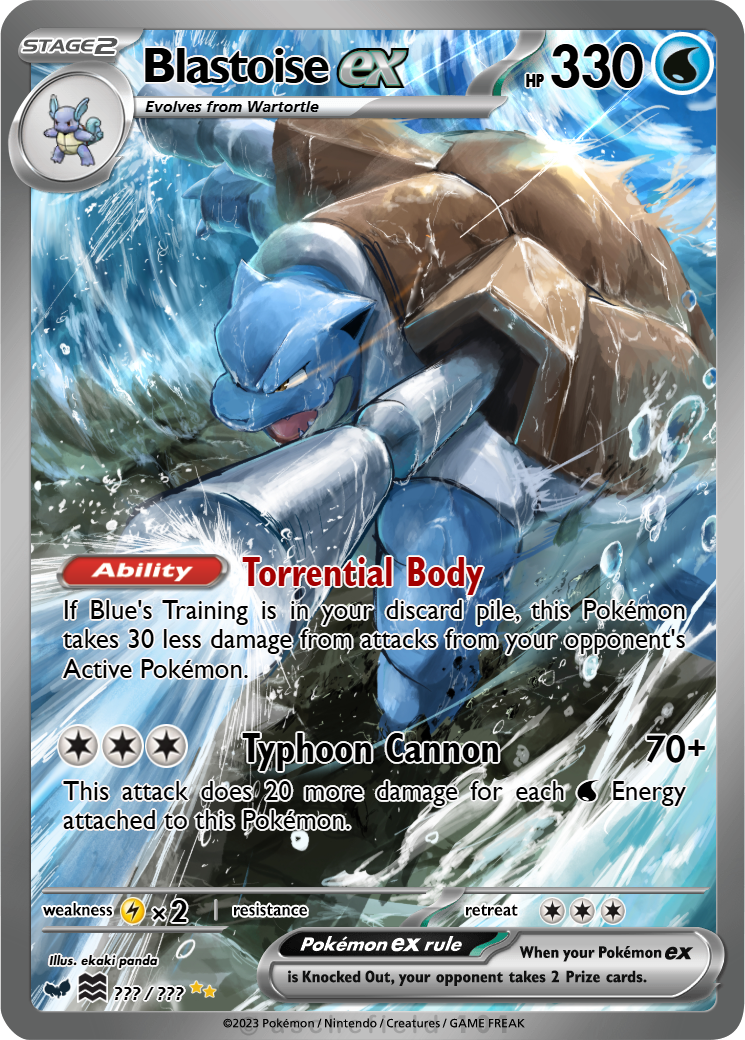 STAGE2
Blastoise ex
HP 330
Evolves from Wartortle
Ability Torrential Body
If Blue's Training is in your discard pile, this Pokémon
takes 30 less damage from attacks from your opponent's
Active Pokémon.
Typhoon Cannon 70+
This attack does 20 more damage for each Energy
attached to this Pokémon.
weakness ×2 resistance retreat
Pokémon ex rule When your Pokémon ex
is Knocked Out, your opponent takes 2 Prize cards.
Illus. ekaki panda
??? / ???
©2023 Pokémon / Nintendo / Creatures / GAME FREAK